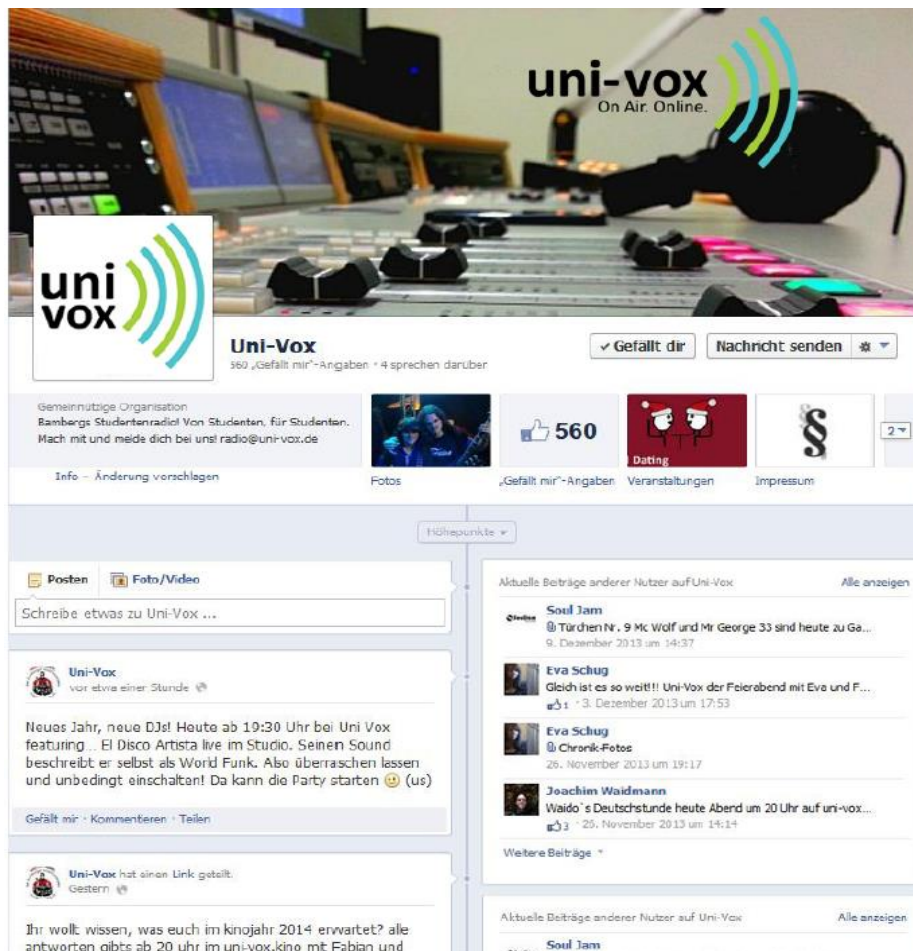 uni-vox
On Air. Online.
uni
vox
Uni-Vox
560 „Gefällt mir“-Angaben · 4 sprechen darüber
✓ Gefällt dir
Nachricht senden
Gemeinnützige Organisation
Bambergs Studentenradio! Von Studenten, für Studenten.
Mach mit und melde dich bei uns! radio@uni-vox.de
Info – Änderung vorschlagen
Fotos
560
„Gefällt mir“-Angaben
Dating
Veranstaltungen
§
Impressum
2
Höhepunkte
Posten
Foto/Video
Schreibe etwas zu Uni-Vox ...
Uni-Vox
vor etwa einer Stunde
Neues Jahr, neue DJs! Heute ab 19:30 Uhr bei Uni Vox
featuring... El Disco Artista live im Studio. Seinen Sound
beschreibt er selbst als World Funk. Also überraschen lassen
und unbedingt einschalten! Da kann die Party starten (us)
Gefällt mir · Kommentieren · Teilen
Uni-Vox hat einen Link geteilt.
Gestern
Ihr wollt wissen, was euch im kinojahr 2014 erwartet? alle
antworten gibts ab 20 uhr im uni-vox.kino mit Fabian und
Aktuelle Beiträge anderer Nutzer auf Uni-Vox
Alle anzeigen
Soul Jam
Türchen Nr. 9 Mc Wolf und Mr George 33 sind heute zu Ga...
9. Dezember 2013 um 14:37
Eva Schug
Gleich ist es so weit!!! Uni-Vox der Feierabend mit Eva und F...
1 · 3. Dezember 2013 um 17:53
Eva Schug
Chronik-Fotos
26. November 2013 um 19:17
Joachim Waidmann
Waido`s Deutschstunde heute Abend um 20 Uhr auf uni-vox...
3 · 26. November 2013 um 14:14
Weitere Beiträge
Aktuelle Beiträge anderer Nutzer auf Uni-Vox
Alle anzeigen
Soul Jam